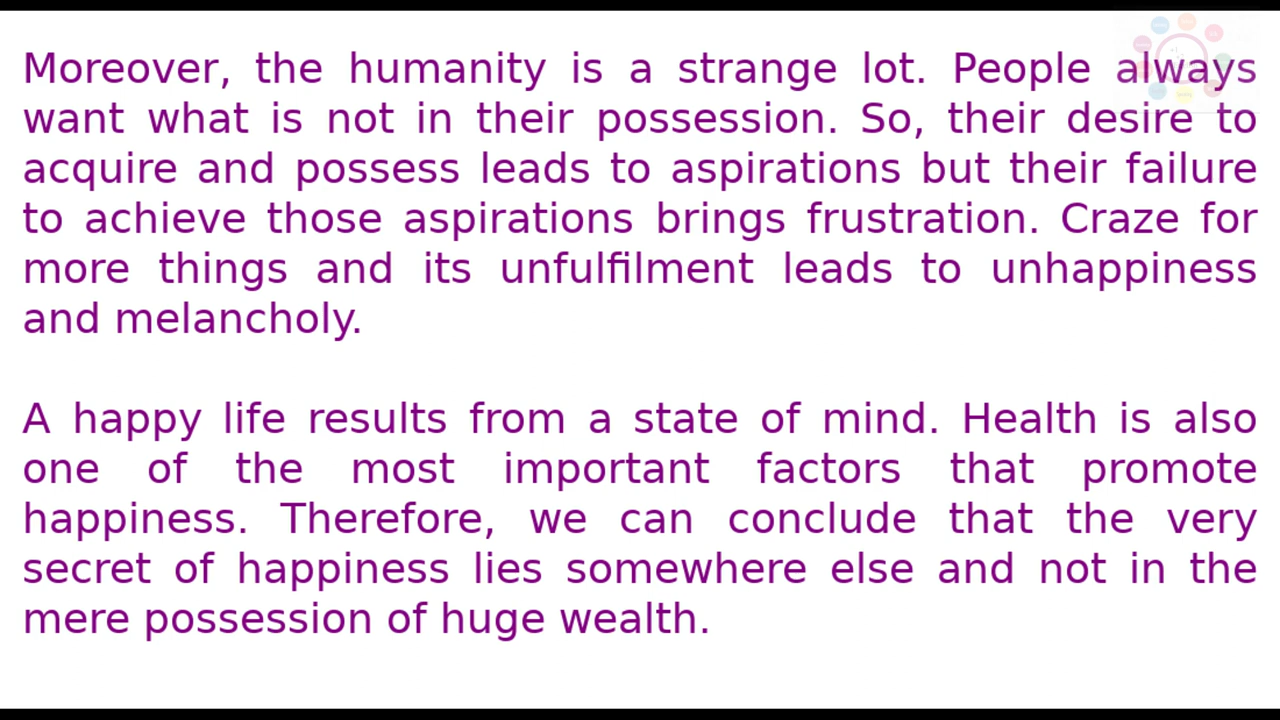 Moreover, the humanity is a strange lot. People always
want what is not in their possession. So, their desire to
acquire and possess leads to aspirations but their failure
to achieve those aspirations brings frustration. Craze for
more things and its unfulfilment leads to unhappiness
and melancholy.
A happy life results from a state of mind. Health is also
one of the most important factors that promote
happiness. Therefore, we can conclude that the very
secret of happiness lies somewhere else and not in the
mere possession of huge wealth.